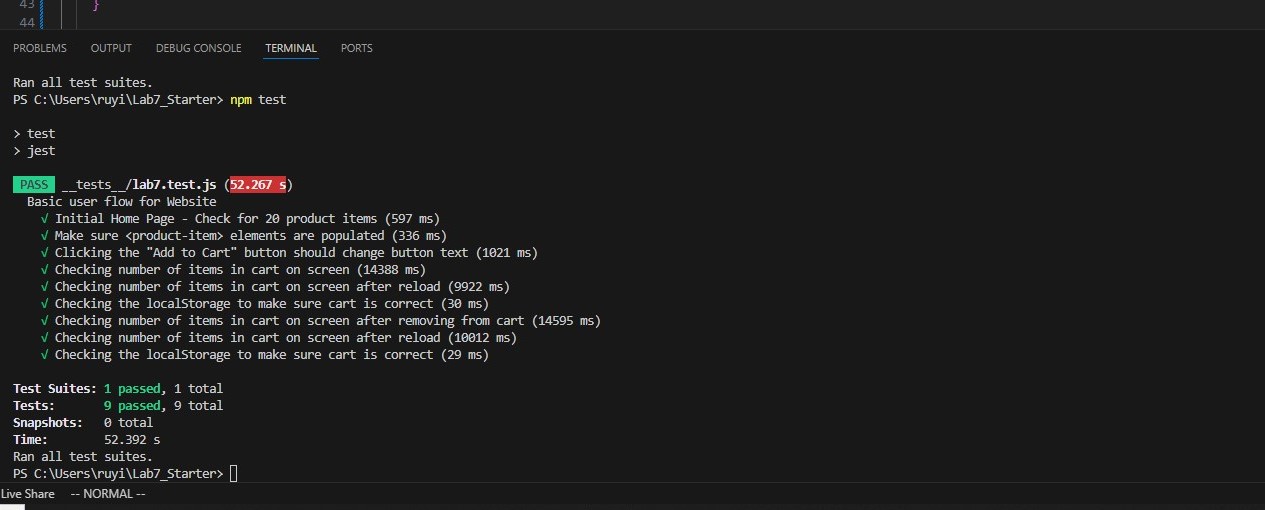 43 }
44
PROBLEMS OUTPUT DEBUG CONSOLE TERMINAL PORTS
Ran all test suites.
PS C:\Users\ruyi\Lab7_Starter> npm test
> test
> jest
PASS __tests__/lab7.test.js (52.267 s)
Basic user flow for Website
√ Initial Home Page - Check for 20 product items (597 ms)
√ Make sure <product-item> elements are populated (336 ms)
√ Clicking the "Add to Cart" button should change button text (1021 ms)
√ Checking number of items in cart on screen (14388 ms)
√ Checking number of items in cart on screen after reload (9922 ms)
√ Checking the localStorage to make sure cart is correct (30 ms)
√ Checking number of items in cart on screen after removing from cart (14595 ms)
√ Checking number of items in cart on screen after reload (10012 ms)
√ Checking the localStorage to make sure cart is correct (29 ms)
Test Suites: 1 passed, 1 total
Tests: 9 passed, 9 total
Snapshots: 0 total
Time: 52.392 s
Ran all test suites.
PS C:\Users\ruyi\Lab7_Starter>
Live Share -- NORMAL --